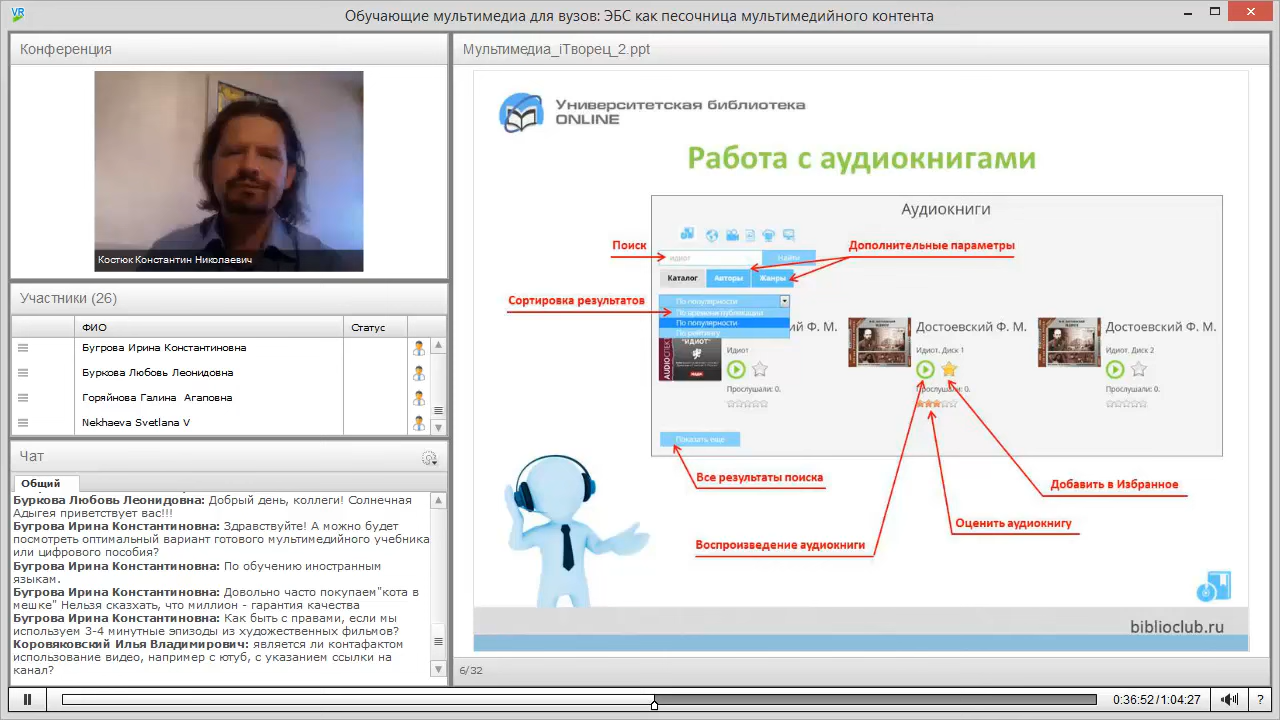 VR
Обучающие мультимедиа для вузов: ЭБС как песочница мультимедийного контента
Конференция
Костюк Константин Николаевич
Участники (26)
ФИО
Статус
Бугрова Ирина Константиновна
Буркова Любовь Леонидовна
Горяйнова Галина Агаповна
Nekhaeva Svetlana V
Чат
Общий
Буркова Любовь Леонидовна: Добрый день, коллеги! Солнечная
Адыгея приветствует вас!!!
Бугрова Ирина Константиновна: Здравствуйте! А можно будет
посмотреть оптимальный вариант готового мультимедийного учебника
или цифрового пособия?
Бугрова Ирина Константиновна: По обучению иностранным
языкам.
Бугрова Ирина Константиновна: Довольно часто покупаем"кота в
мешке" Нельзя сказхать, что миллион - гарантия качества
Бугрова Ирина Константиновна: Как быть с правами, если мы
используем 3-4 минутные эпизоды из художественных фильмов?
Коровяковский Илья Владимирович: является ли контафактом
использование видео, например с ютуб, с указанием ссылки на
канал?
Мультимедиа_iТворец_2.ppt
Университетская библиотека
ONLINE
Работа с аудиокнигами
Аудиокниги
Поиск
Дополнительные параметры
идиот
Найти
Каталог
Авторы
Жанры
Сортировка результатов
По популярности
По времени публикации
По популярности
По рейтингу
й Ф. М.
Достоевский Ф. М.
Достоевский Ф. М.
"ИДИОТ"
Идиот
Идиот. Диск 1
Идиот. Диск 2
Прослушали: 0.
Прослушали: 0.
Прослушали: 0.
Показать еще
Все результаты поиска
Добавить в Избранное
Оценить аудиокнигу
Воспроизведение аудиокниги
biblioclub.ru
6/32
0:36:52/1:04:27
?